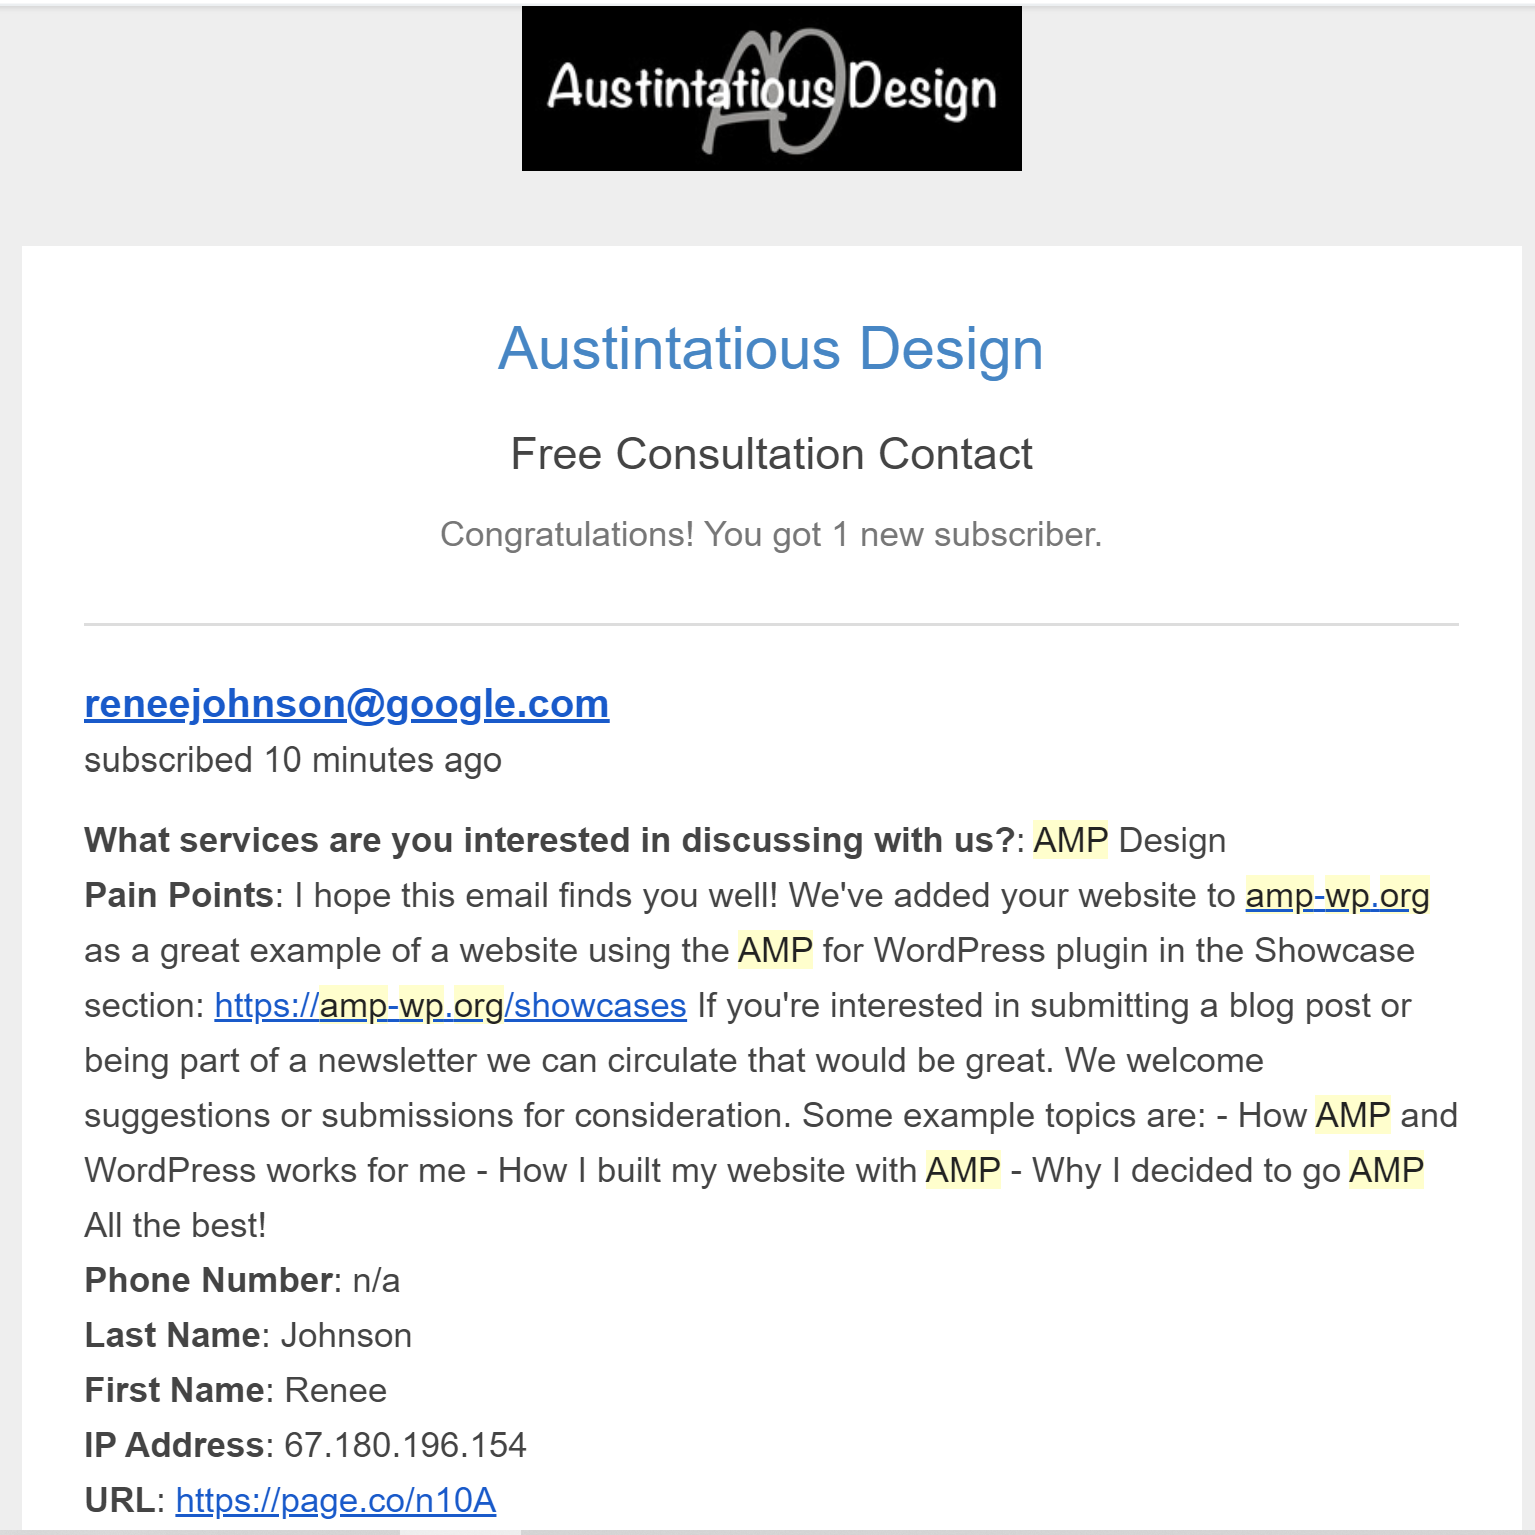 Austintatious Design
AD
Austintatious Design
Free Consultation Contact
Congratulations! You got 1 new subscriber.
reneejohnson@google.com
subscribed 10 minutes ago
What services are you interested in discussing with us?: AMP Design
Pain Points: I hope this email finds you well! We've added your website to amp-wp.org
as a great example of a website using the AMP for WordPress plugin in the Showcase
section: https://amp-wp.org/showcases If you're interested in submitting a blog post or
being part of a newsletter we can circulate that would be great. We welcome
suggestions or submissions for consideration. Some example topics are: - How AMP and
WordPress works for me - How I built my website with AMP - Why I decided to go AMP
All the best!
Phone Number: n/a
Last Name: Johnson
First Name: Renee
IP Address: 67.180.196.154
URL: https://page.co/n10A